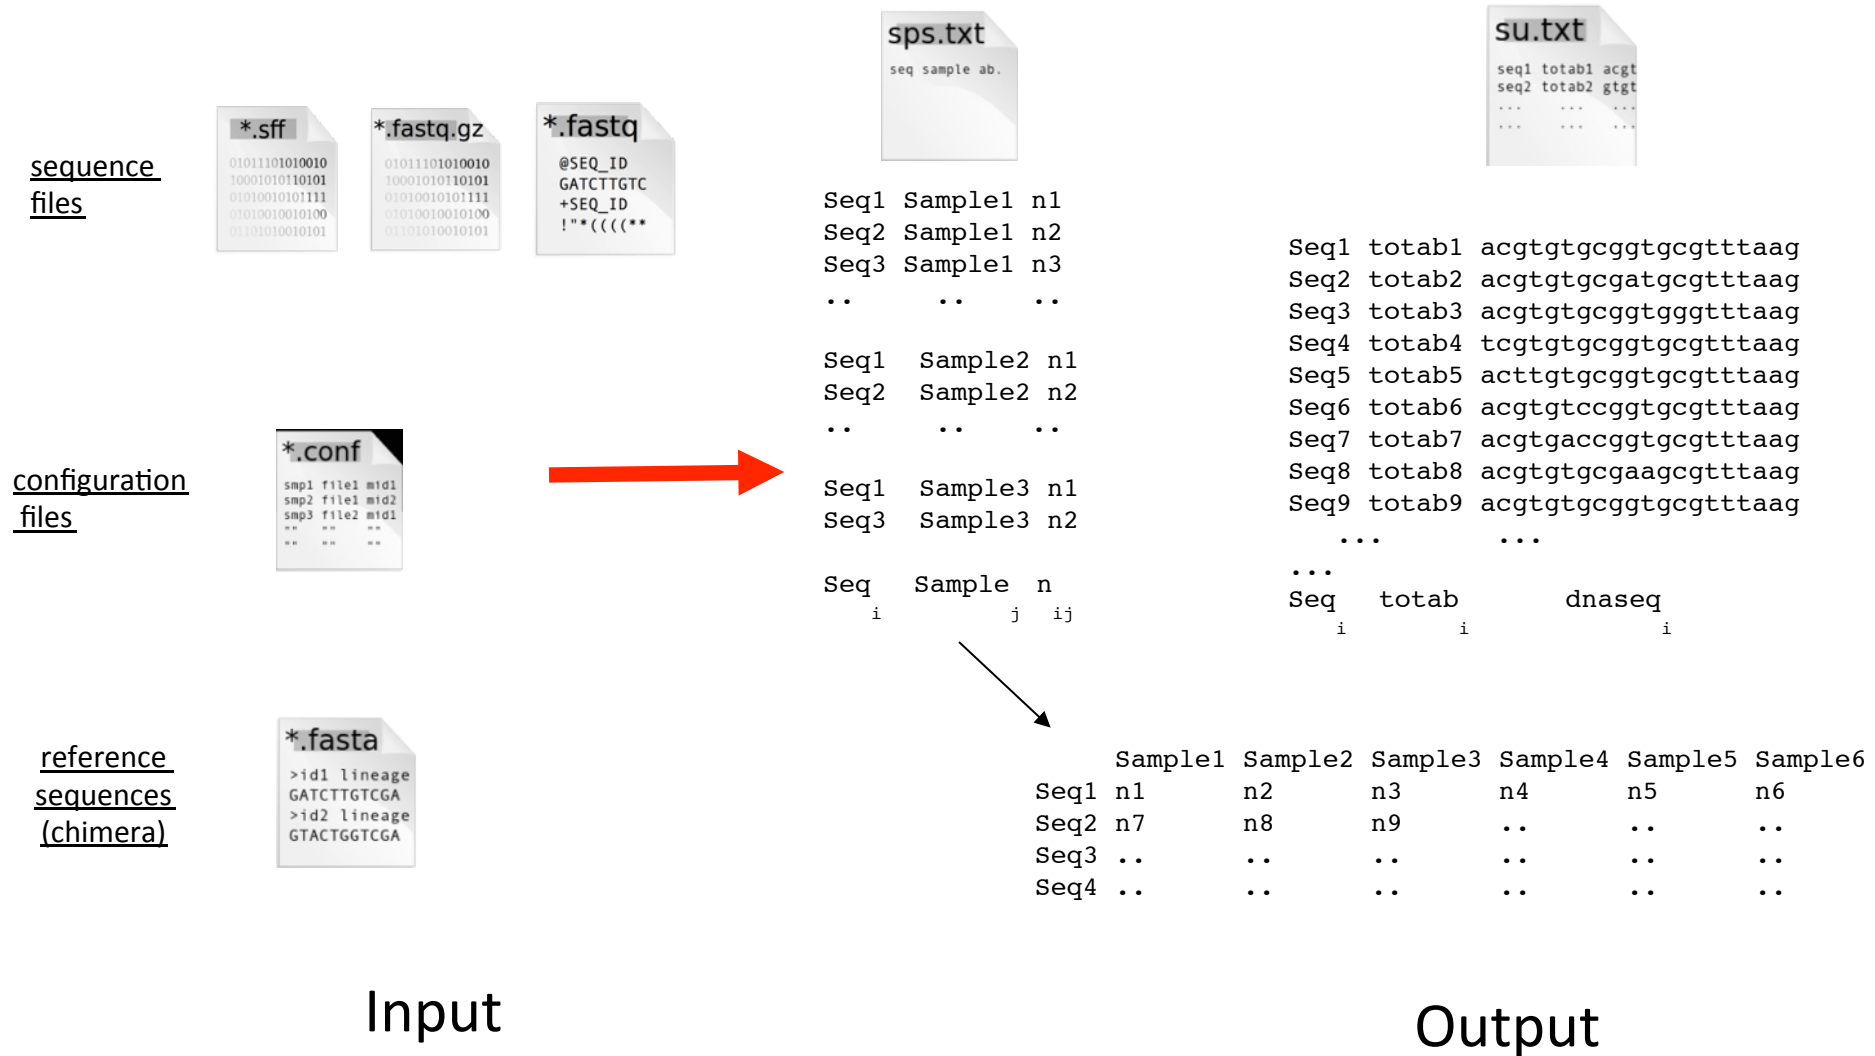 sequence
files
*.sff
01011101010010
10001010110101
01010010101111
01010010010100
01101010010101
*.fastq.gz
01011101010010
10001010110101
01010010101111
01010010010100
01101010010101
*.fastq
@SEQ_ID
GATCTTGTC
+SEQ_ID
!"*((((**
configuration
files
*.conf
smp1 file1 mid1
smp2 file1 mid2
smp3 file2 mid1
"" "" ""
"" "" ""
reference
sequences
(chimera)
*.fasta
>id1 lineage
GATCTTGTCGA
>id2 lineage
GTACTGGTCGA
Input
sps.txt
seq sample ab.
Seq1 Sample1 n1
Seq2 Sample1 n2
Seq3 Sample1 n3
.. .. ..
Seq1 Sample2 n1
Seq2 Sample2 n2
.. .. ..
Seq1 Sample3 n1
Seq3 Sample3 n2
Seq Sample n
i j ij
su.txt
seq1 totab1 acgt
seq2 totab2 gtgt
... ... ...
... ... ...
Seq1 totab1 acgtgtgcggtgcgtttaag
Seq2 totab2 acgtgtgcgatgcgtttaag
Seq3 totab3 acgtgtgcggtgggtttaag
Seq4 totab4 tcgtgtgcggtgcgtttaag
Seq5 totab5 acttgtgcggtgcgtttaag
Seq6 totab6 acgtgtccggtgcgtttaag
Seq7 totab7 acgtgaccggtgcgtttaag
Seq8 totab8 acgtgtgcgaagcgtttaag
Seq9 totab9 acgtgtgcggtgcgtttaag
... ...
...
Seq totab dnaseq
i i i
Sample1 Sample2 Sample3 Sample4 Sample5 Sample6
Seq1 n1 n2 n3 n4 n5 n6
Seq2 n7 n8 n9 .. .. ..
Seq3 .. .. .. .. .. ..
Seq4 .. .. .. .. .. ..
Output